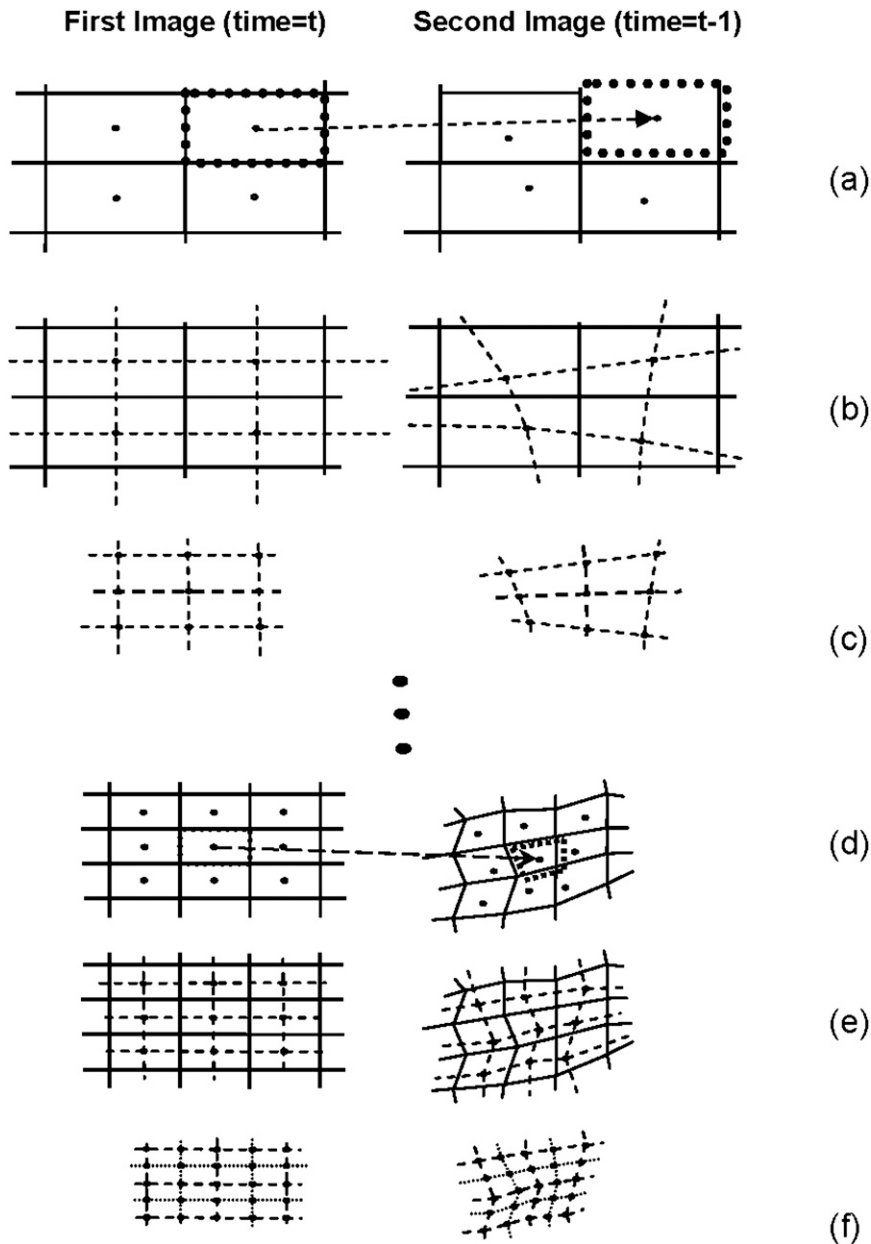 First Image (time=t) Second Image (time=t-1)
(a)
(b)
(c)
(d)
(e)
(f)